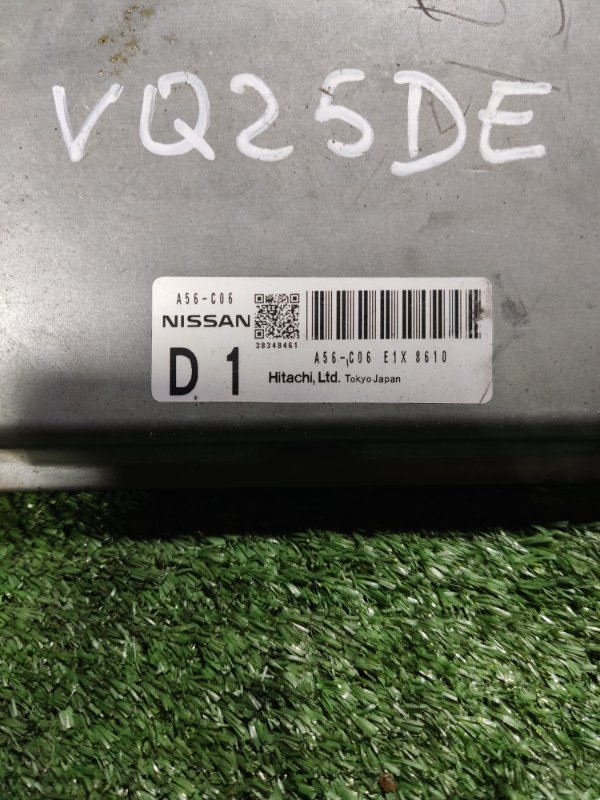 VQ25DE
A56-C06
NISSAN
38348461
D 1
A56-C06 E1X 8610
Hitachi, Ltd. Tokyo Japan